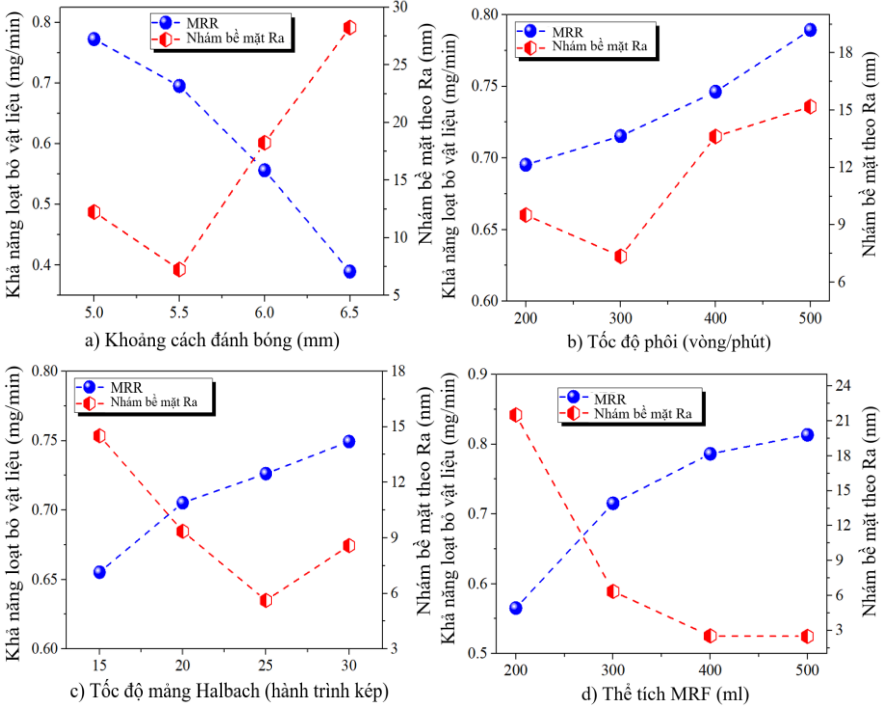 Khả năng loạt bỏ vật liệu (mg/min)
0.8
0.7
0.6
0.5
0.4
MRR
Nhám bề mặt Ra
30
25
20
15
10
5
Nhám bề mặt theo Ra (nm)
5.0 5.5 6.0 6.5
a) Khoảng cách đánh bóng (mm)
Khả năng loạt bỏ vật liệu (mg/min)
0.80
0.75
0.70
0.65
0.60
MRR
Nhám bề mặt Ra
18
15
12
9
6
Nhám bề mặt theo Ra (nm)
200 300 400 500
b) Tốc độ phôi (vòng/phút)
Khả năng loạt bỏ vật liệu (mg/min)
0.80
0.75
0.70
0.65
0.60
MRR
Nhám bề mặt Ra
18
15
12
9
6
3
Nhám bề mặt theo Ra (nm)
15 20 25 30
c) Tốc độ mảng Halbach (hành trình kép)
Khả năng loạt bỏ vật liệu (mg/min)
0.9
0.8
0.7
0.6
0.5
MRR
Nhám bề mặt Ra
24
21
18
15
12
9
6
3
Nhám bề mặt theo Ra (nm)
200 300 400 500
d) Thể tích MRF (ml)